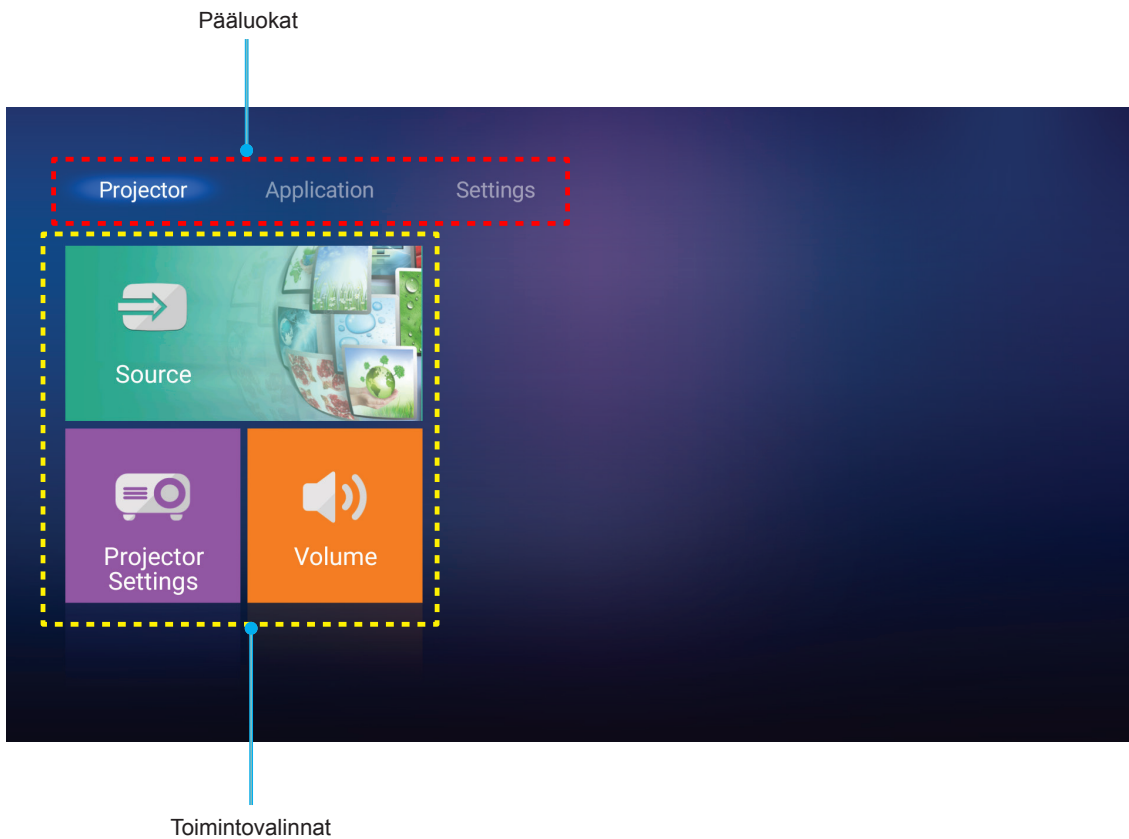 Pääluokat
Projector Application Settings
Source
Projector
Settings
Volume
Toimintovalinnat